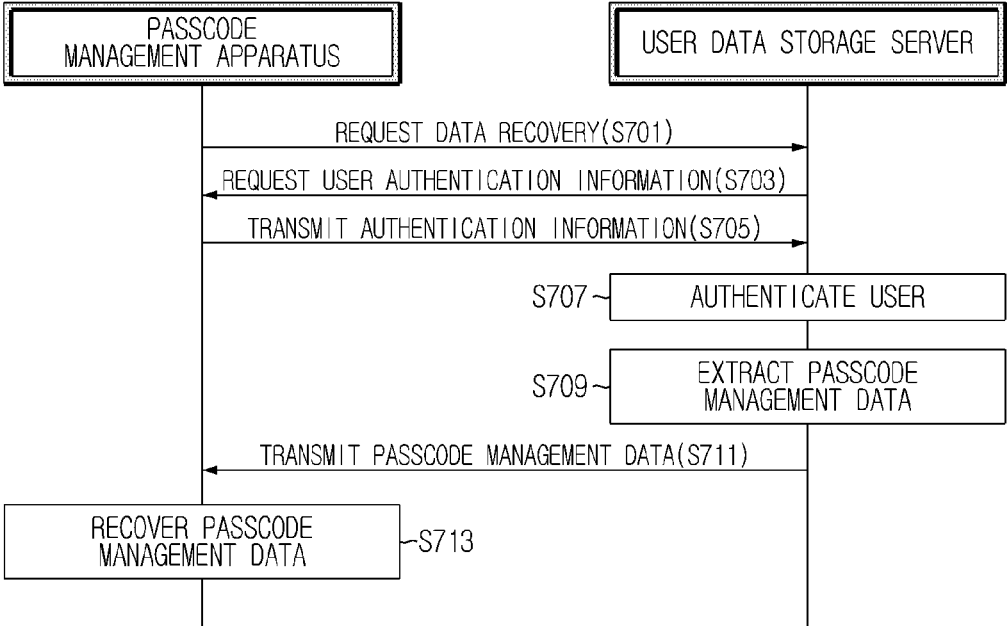 PASSCODE
MANAGEMENT APPARATUS
USER DATA STORAGE SERVER
REQUEST DATA RECOVERY(S701)
REQUEST USER AUTHENTICATION INFORMATION(S703)
TRANSMIT AUTHENTICATION INFORMATION(S705)
S707
AUTHENTICATE USER
S709
EXTRACT PASSCODE
MANAGEMENT DATA
TRANSMIT PASSCODE MANAGEMENT DATA(S711)
RECOVER PASSCODE
MANAGEMENT DATA
S713